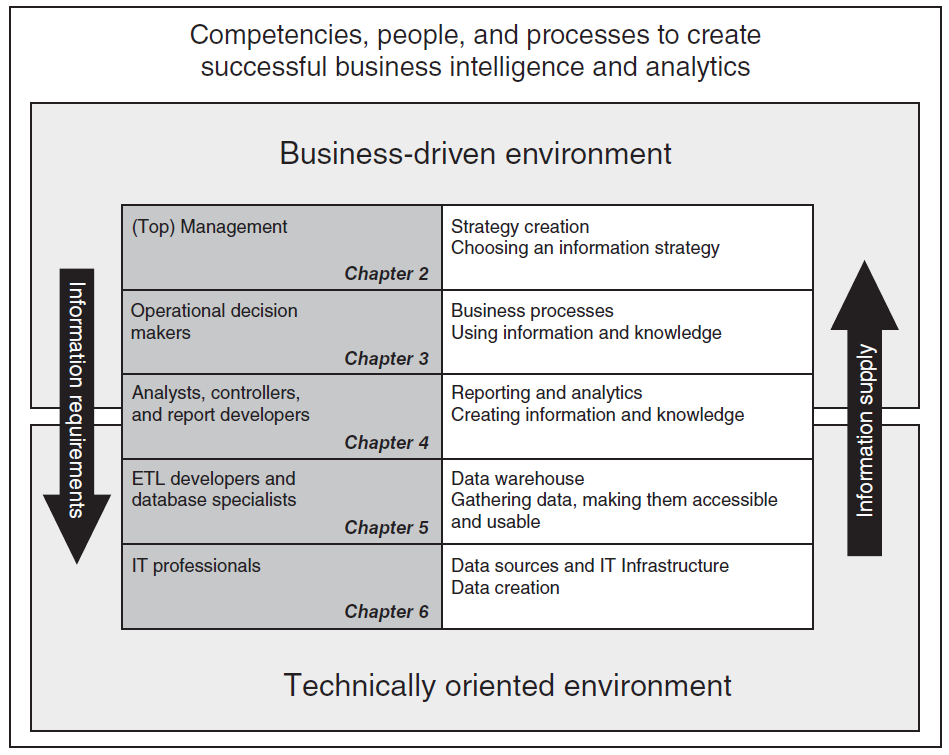 Competencies, people, and processes to create
successful business intelligence and analytics
Business-driven environment
(Top) Management
Chapter 2
Strategy creation
Choosing an information strategy
Operational decision
makers
Chapter 3
Business processes
Using information and knowledge
Analysts, controllers,
and report developers
Chapter 4
Reporting and analytics
Creating information and knowledge
ETL developers and
database specialists
Chapter 5
Data warehouse
Gathering data, making them accessible
and usable
IT professionals
Chapter 6
Data sources and IT Infrastructure
Data creation
Information requirements
Information supply
Technically oriented environment